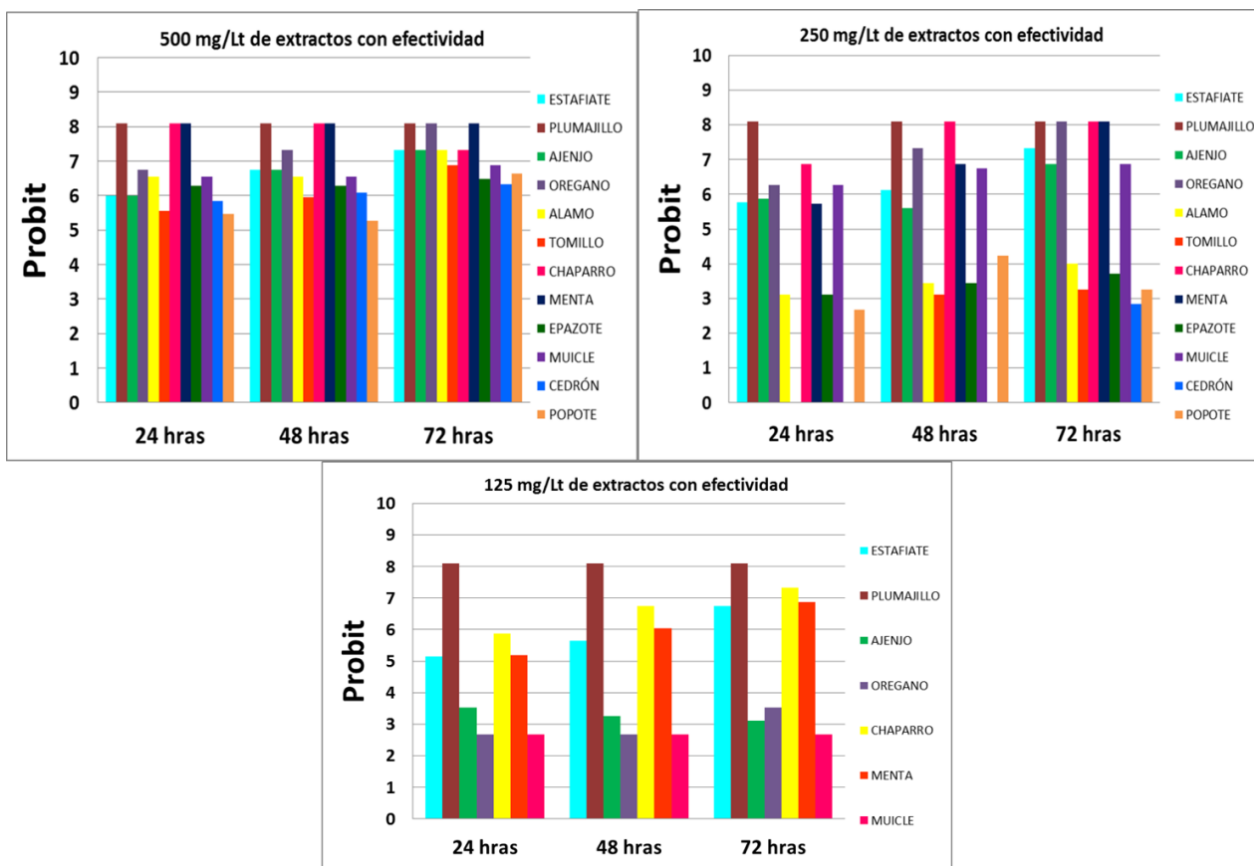 500 mg/Lt de extractos con efectividad
10
9
8
7
6
5
4
3
2
1
0
Probit
24 hras
48 hras
72 hras
ESTAFIATE
PLUMAJILLO
AJENJO
OREGANO
ALAMO
TOMILLO
CHAPARRO
MENTA
EPAZOTE
MUICLE
CEDRÓN
POPOTE
250 mg/Lt de extractos con efectividad
10
9
8
7
6
5
4
3
2
1
0
Probit
24 hras
48 hras
72 hras
ESTAFIATE
PLUMAJILLO
AJENJO
OREGANO
ALAMO
TOMILLO
CHAPARRO
MENTA
EPAZOTE
MUICLE
CEDRÓN
POPOTE
125 mg/Lt de extractos con efectividad
10
9
8
7
6
5
4
3
2
1
0
Probit
24 hras
48 hras
72 hras
ESTAFIATE
PLUMAJILLO
AJENJO
OREGANO
CHAPARRO
MENTA
MUICLE